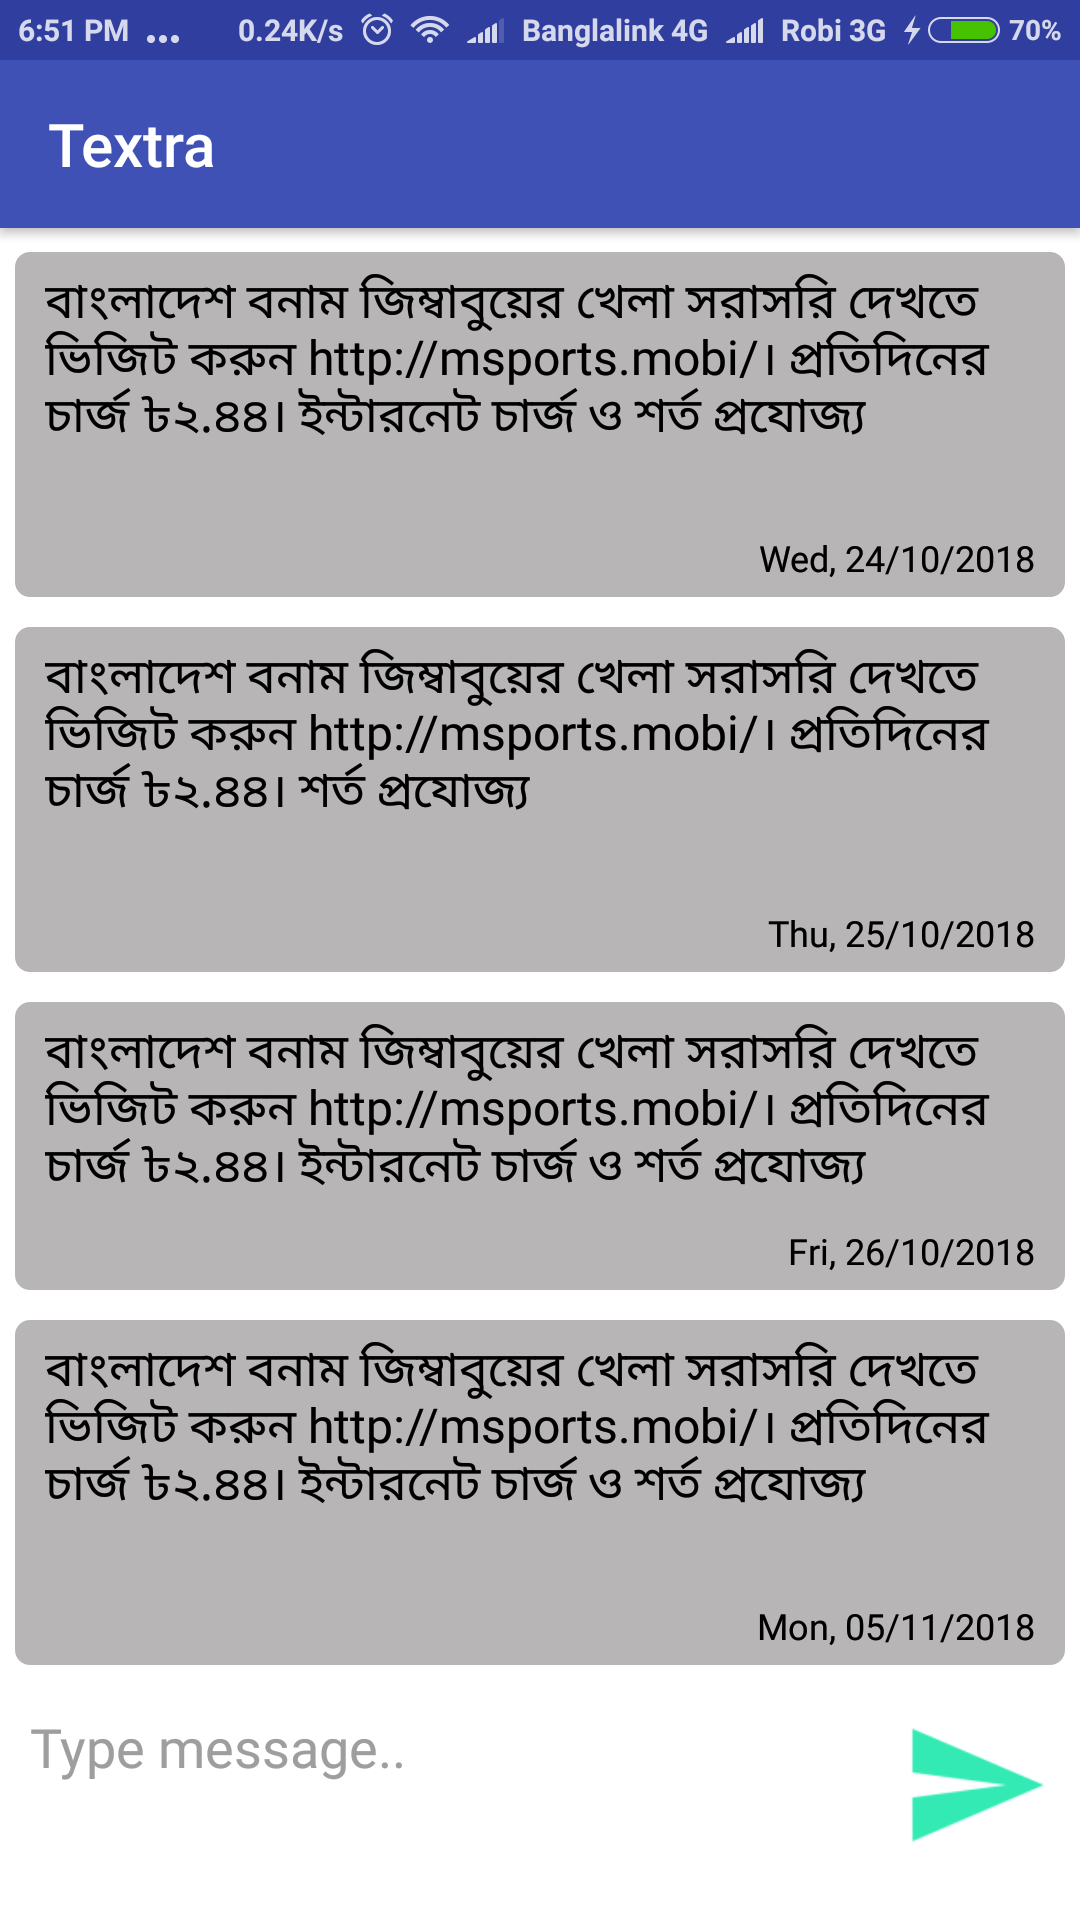 6:51 PM ... 0.24K/s Banglalink 4G Robi 3G 70%
Textra
বাংলাদেশ বনাম জিম্বাবুয়ের খেলা সরাসরি দেখতে
ভিজিট করুন http://msports.mobi/। প্রতিদিনের
চার্জ ৳২.৪৪। ইন্টারনেট চার্জ ও শর্ত প্রযোজ্য
Wed, 24/10/2018
বাংলাদেশ বনাম জিম্বাবুয়ের খেলা সরাসরি দেখতে
ভিজিট করুন http://msports.mobi/। প্রতিদিনের
চার্জ ৳২.৪৪। শর্ত প্রযোজ্য
Thu, 25/10/2018
বাংলাদেশ বনাম জিম্বাবুয়ের খেলা সরাসরি দেখতে
ভিজিট করুন http://msports.mobi/। প্রতিদিনের
চার্জ ৳২.৪৪। ইন্টারনেট চার্জ ও শর্ত প্রযোজ্য
Fri, 26/10/2018
বাংলাদেশ বনাম জিম্বাবুয়ের খেলা সরাসরি দেখতে
ভিজিট করুন http://msports.mobi/। প্রতিদিনের
চার্জ ৳২.৪৪। ইন্টারনেট চার্জ ও শর্ত প্রযোজ্য
Mon, 05/11/2018
Type message..